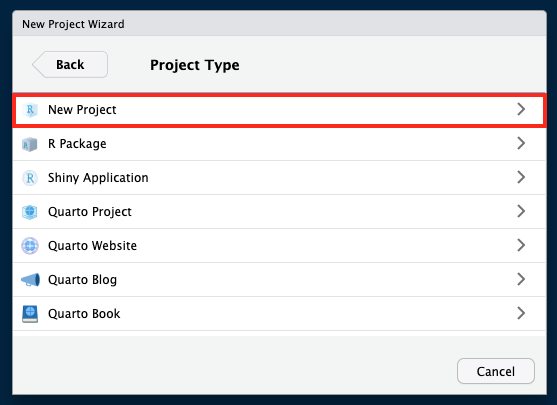 New Project Wizard
Back
Project Type
New Project
R Package
Shiny Application
Quarto Project
Quarto Website
Quarto Blog
Quarto Book
Cancel